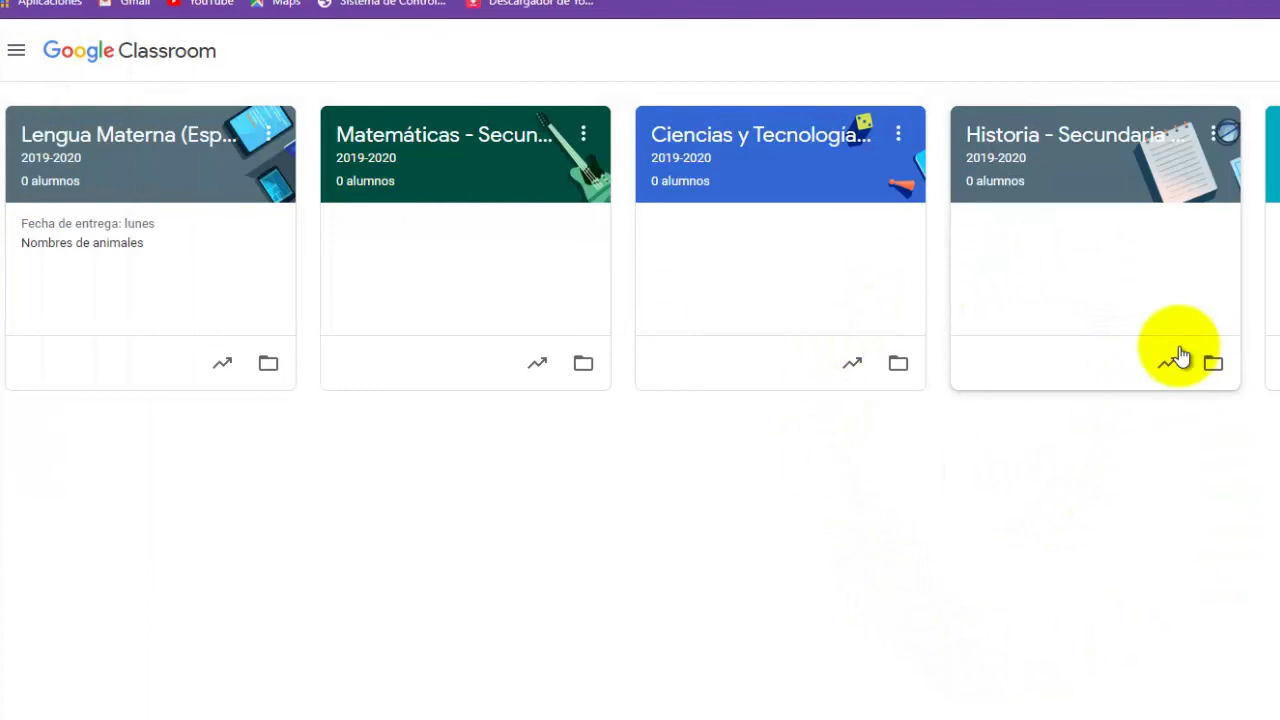 Aplicaciones Gmail YouTube Maps Sistema de Control... Descargador de Yo...
Google Classroom
Lengua Materna (Esp...
2019-2020
0 alumnos
Fecha de entrega: lunes
Nombres de animales
Matemáticas - Secun...
2019-2020
0 alumnos
Ciencias y Tecnología...
2019-2020
0 alumnos
Historia - Secundaria ...
2019-2020
0 alumnos